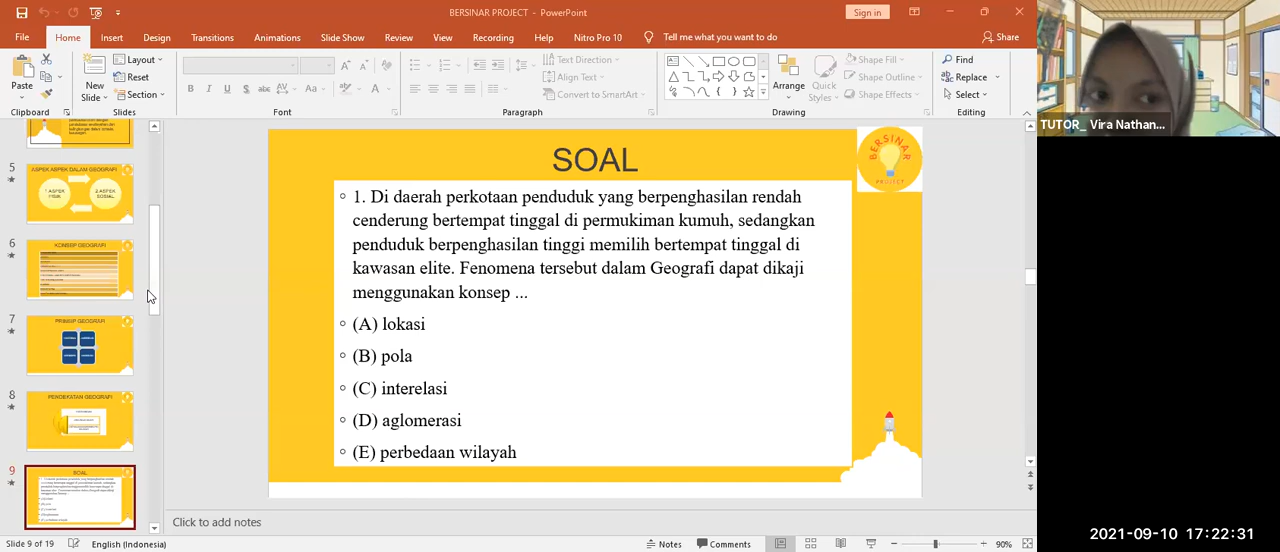 BERSINAR PROJECT - PowerPoint
Sign in
File Home Insert Design Transitions Animations Slide Show Review View Recording Help Nitro Pro 10 Tell me what you want to do Share
Paste
New Slide
Layout
Reset
Section
Text Direction
Align Text
Convert to SmartArt
Arrange
Quick Styles
Shape Fill
Shape Outline
Shape Effects
Find
Replace
Select
Clipboard Slides Font Paragraph Drawing Editing
TUTOR_ Vira Nathan...
5
ASPEK ASPEK DALAM GEOGRAFI
6
KONSEP GEOGRAFI
7
PRINSIP GEOGRAFI
8
PENDEKATAN GEOGRAFI
9
SOAL
SOAL
BERSINAR
PROJECT
1. Di daerah perkotaan penduduk yang berpenghasilan rendah
cenderung bertempat tinggal di permukiman kumuh, sedangkan
penduduk berpenghasilan tinggi memilih bertempat tinggal di
kawasan elite. Fenomena tersebut dalam Geografi dapat dikaji
menggunakan konsep ...
(A) lokasi
(B) pola
(C) interelasi
(D) aglomerasi
(E) perbedaan wilayah
Click to add notes
Slide 9 of 19 English (Indonesia) Notes Comments 90%
2021-09-10 17:22:31